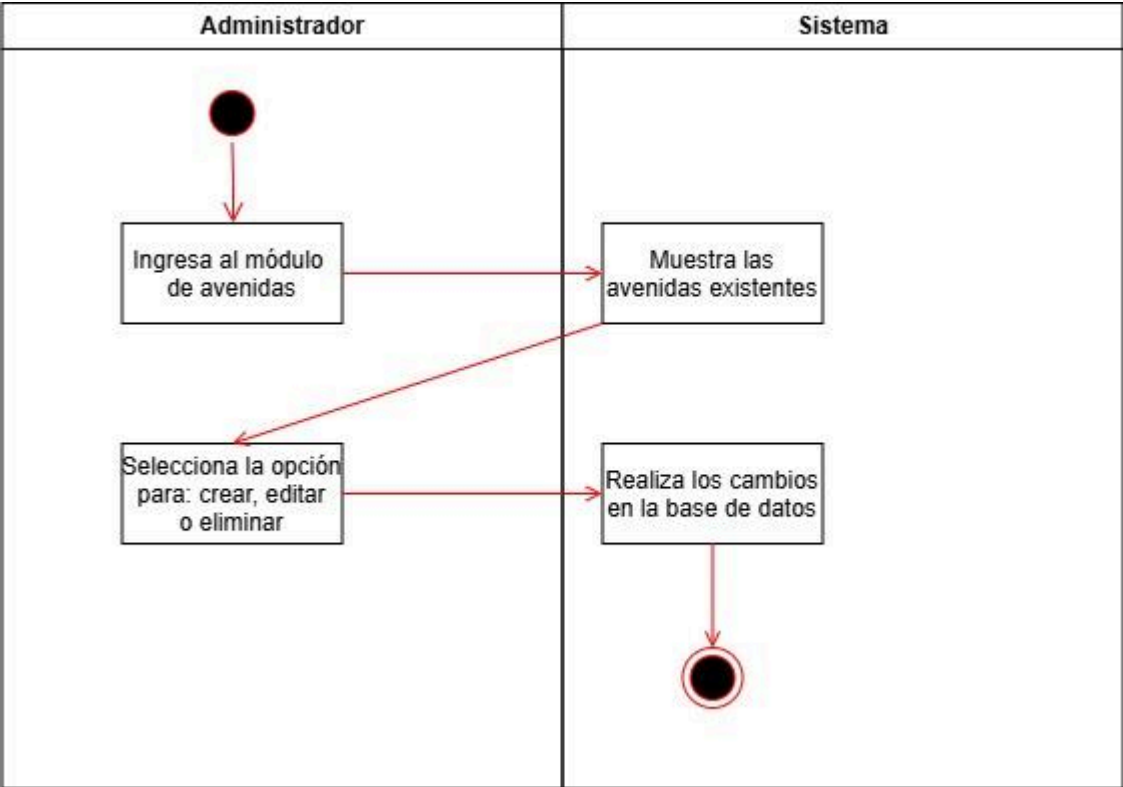 Administrador
Sistema
Ingresa al módulo
de avenidas
Muestra las
avenidas existentes
Selecciona la opción
para: crear, editar
o eliminar
Realiza los cambios
en la base de datos